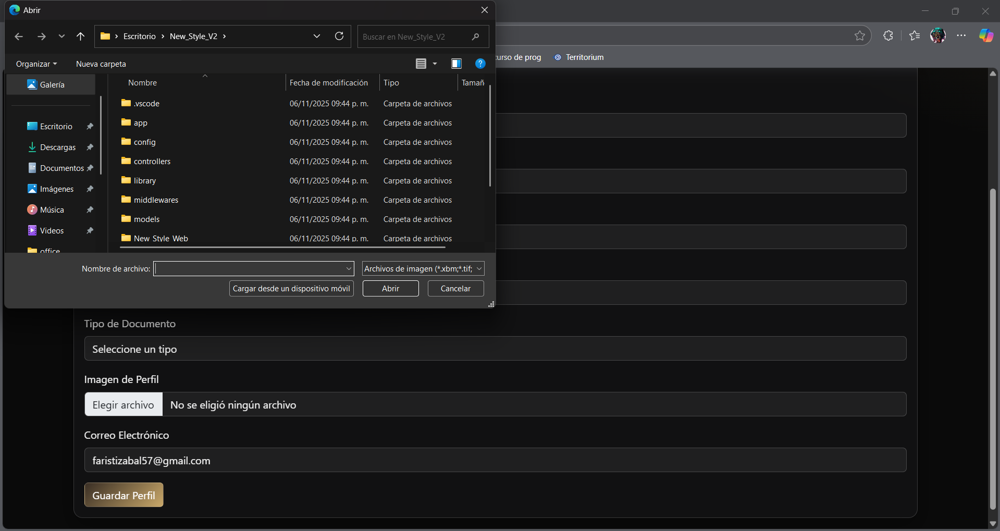 Abrir
Escritorio New_Style_V2
Buscar en New_Style_V2
Organizar Nueva carpeta
curso de prog Territorium
Galería
Escritorio
Descargas
Documentos
Imágenes
Música
Videos
office
Nombre Fecha de modificación Tipo Tamañ
.vscode 06/11/2025 09:44 p. m. Carpeta de archivos
app 06/11/2025 09:44 p. m. Carpeta de archivos
config 06/11/2025 09:44 p. m. Carpeta de archivos
controllers 06/11/2025 09:44 p. m. Carpeta de archivos
library 06/11/2025 09:44 p. m. Carpeta de archivos
middlewares 06/11/2025 09:44 p. m. Carpeta de archivos
models 06/11/2025 09:44 p. m. Carpeta de archivos
New Style Web 06/11/2025 09:44 p. m. Carpeta de archivos
Nombre de archivo: Archivos de imagen (*.xbm;*.tif;
Cargar desde un dispositivo móvil Abrir Cancelar
Tipo de Documento
Seleccione un tipo
Imagen de Perfil
Elegir archivo No se eligió ningún archivo
Correo Electrónico
faristizabal57@gmail.com
Guardar Perfil